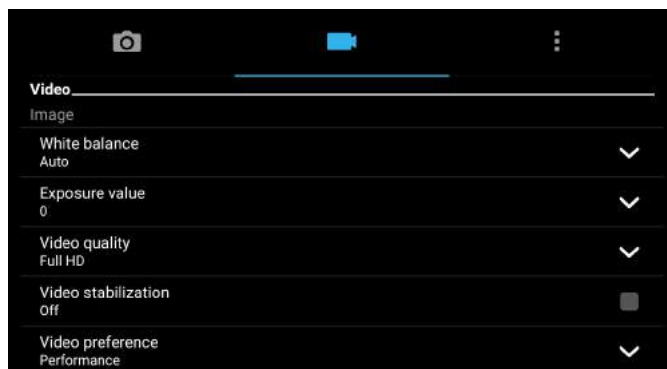 Video
Image
White balance
Auto
Exposure value
0
Video quality
Full HD
Video stabilization
Off
Video preference
Performance